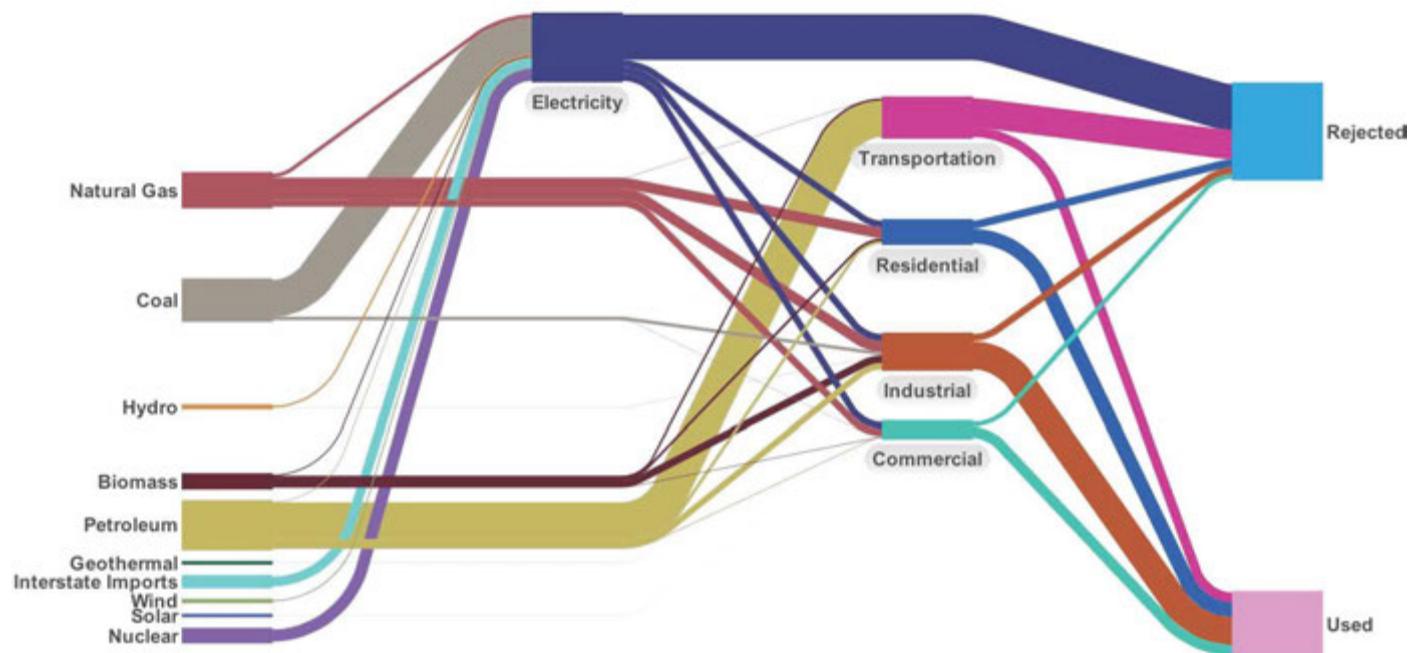 Electricity
Rejected
Transportation
Natural Gas
Residential
Coal
Industrial
Hydro
Commercial
Biomass
Petroleum
Geothermal
Interstate Imports
Wind
Solar
Used
Nuclear